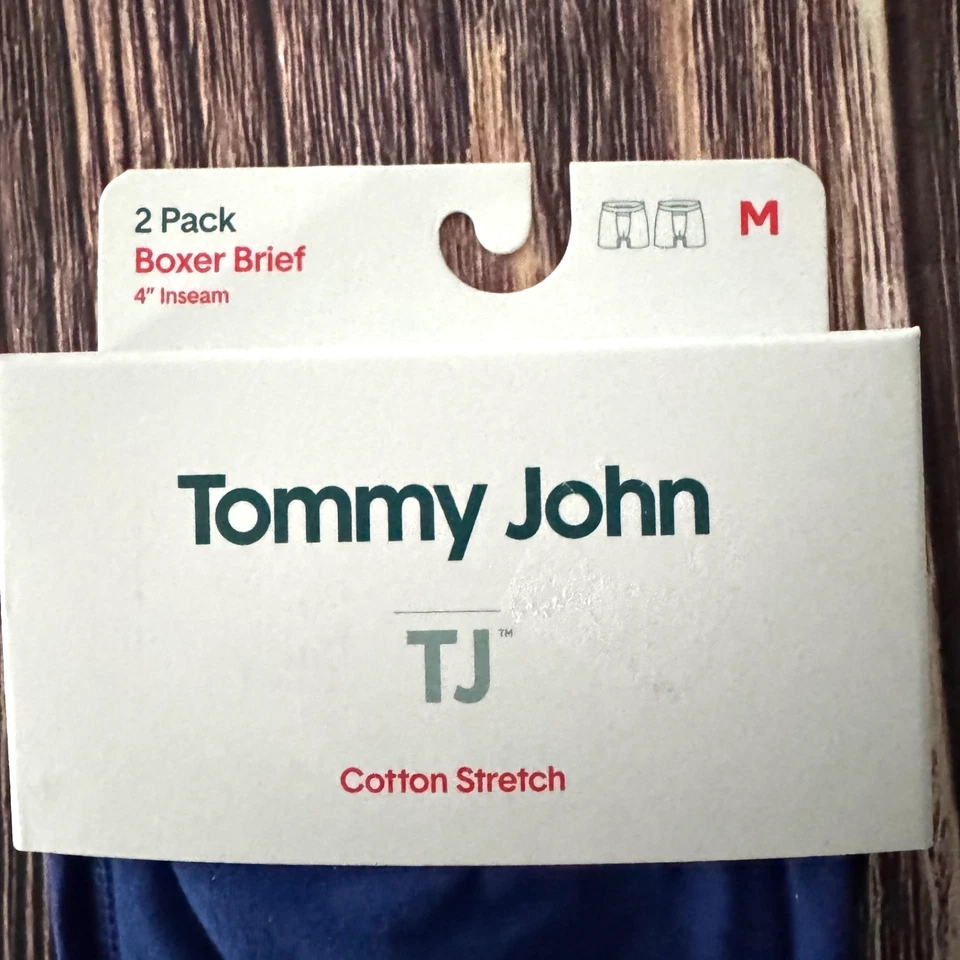 2 Pack
Boxer Brief
4” Inseam
M
Tommy John
TJ™
Cotton Stretch